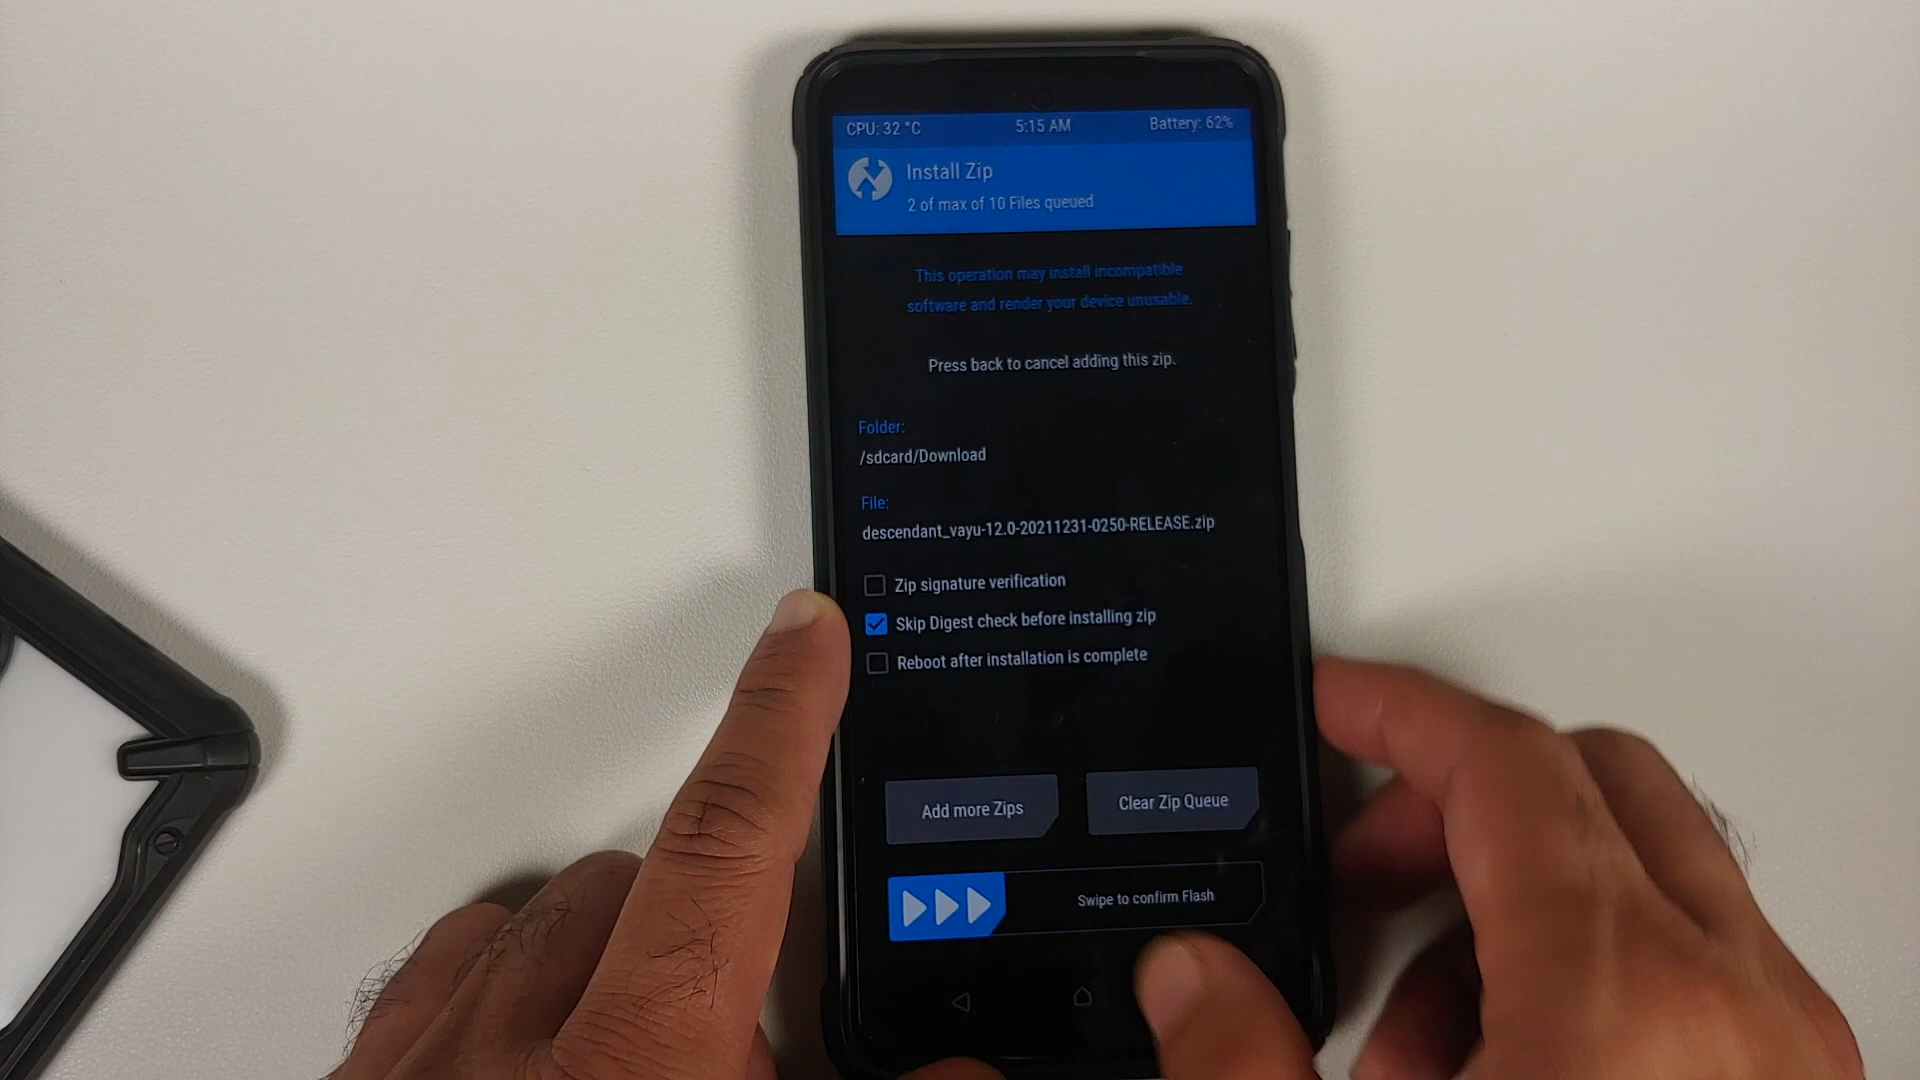 CPU: 32 °C 5:15 AM Battery: 62%
Install Zip
2 of max of 10 Files queued
This operation may install incompatible
software and render your device unusable.
Press back to cancel adding this zip.
Folder:
/sdcard/Download
File:
descendant_vayu-12.0-20211231-0250-RELEASE.zip
Zip signature verification
Skip Digest check before installing zip
Reboot after installation is complete
Add more Zips Clear Zip Queue
Swipe to confirm Flash